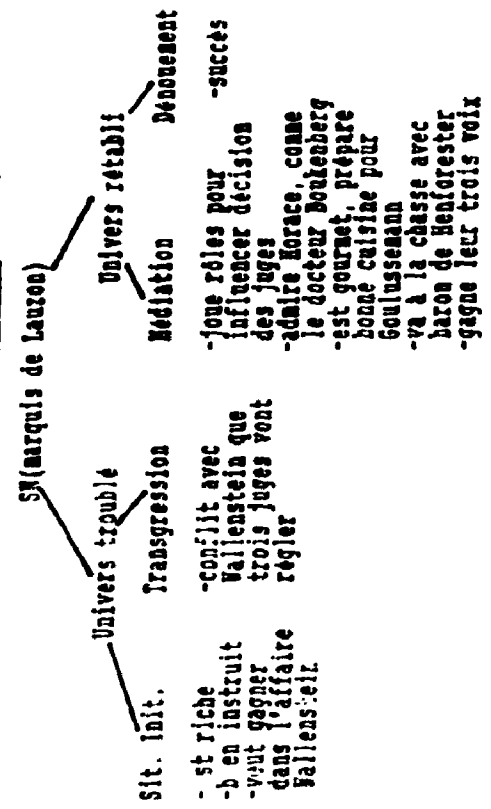 SN(marquis de Lauzon)
Univers troublé
Univers rétabli
Sit. Init.
Transgression
Médiation
Dénouement
- st riche
-b en instruit
-veut gagner
dans l'affaire
Wallenstein
-conflit avec
Wallenstein que
trois juges vont
régler
-joue rôles pour
influencer décision
des juges
-admire Horace, comme
le docteur Boukenberg
-est gourmet, prépare
bonne cuisine pour
Goulussemann
-va à la chasse avec
baron de Henforester
-gagne leur trois voix
-succès